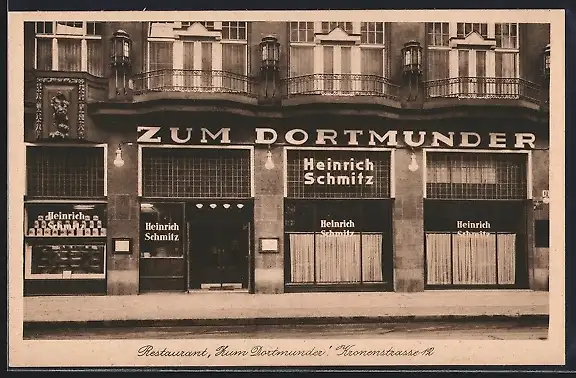 ZUM DORTMUNDER
Heinrich
Schmitz
Heinrich
Schmitz
Heinrich
Schmitz
Heinrich
Schmitz
Heinrich
Schmitz
Restaurant „Zum Dortmunder“. Kronenstrasse 12